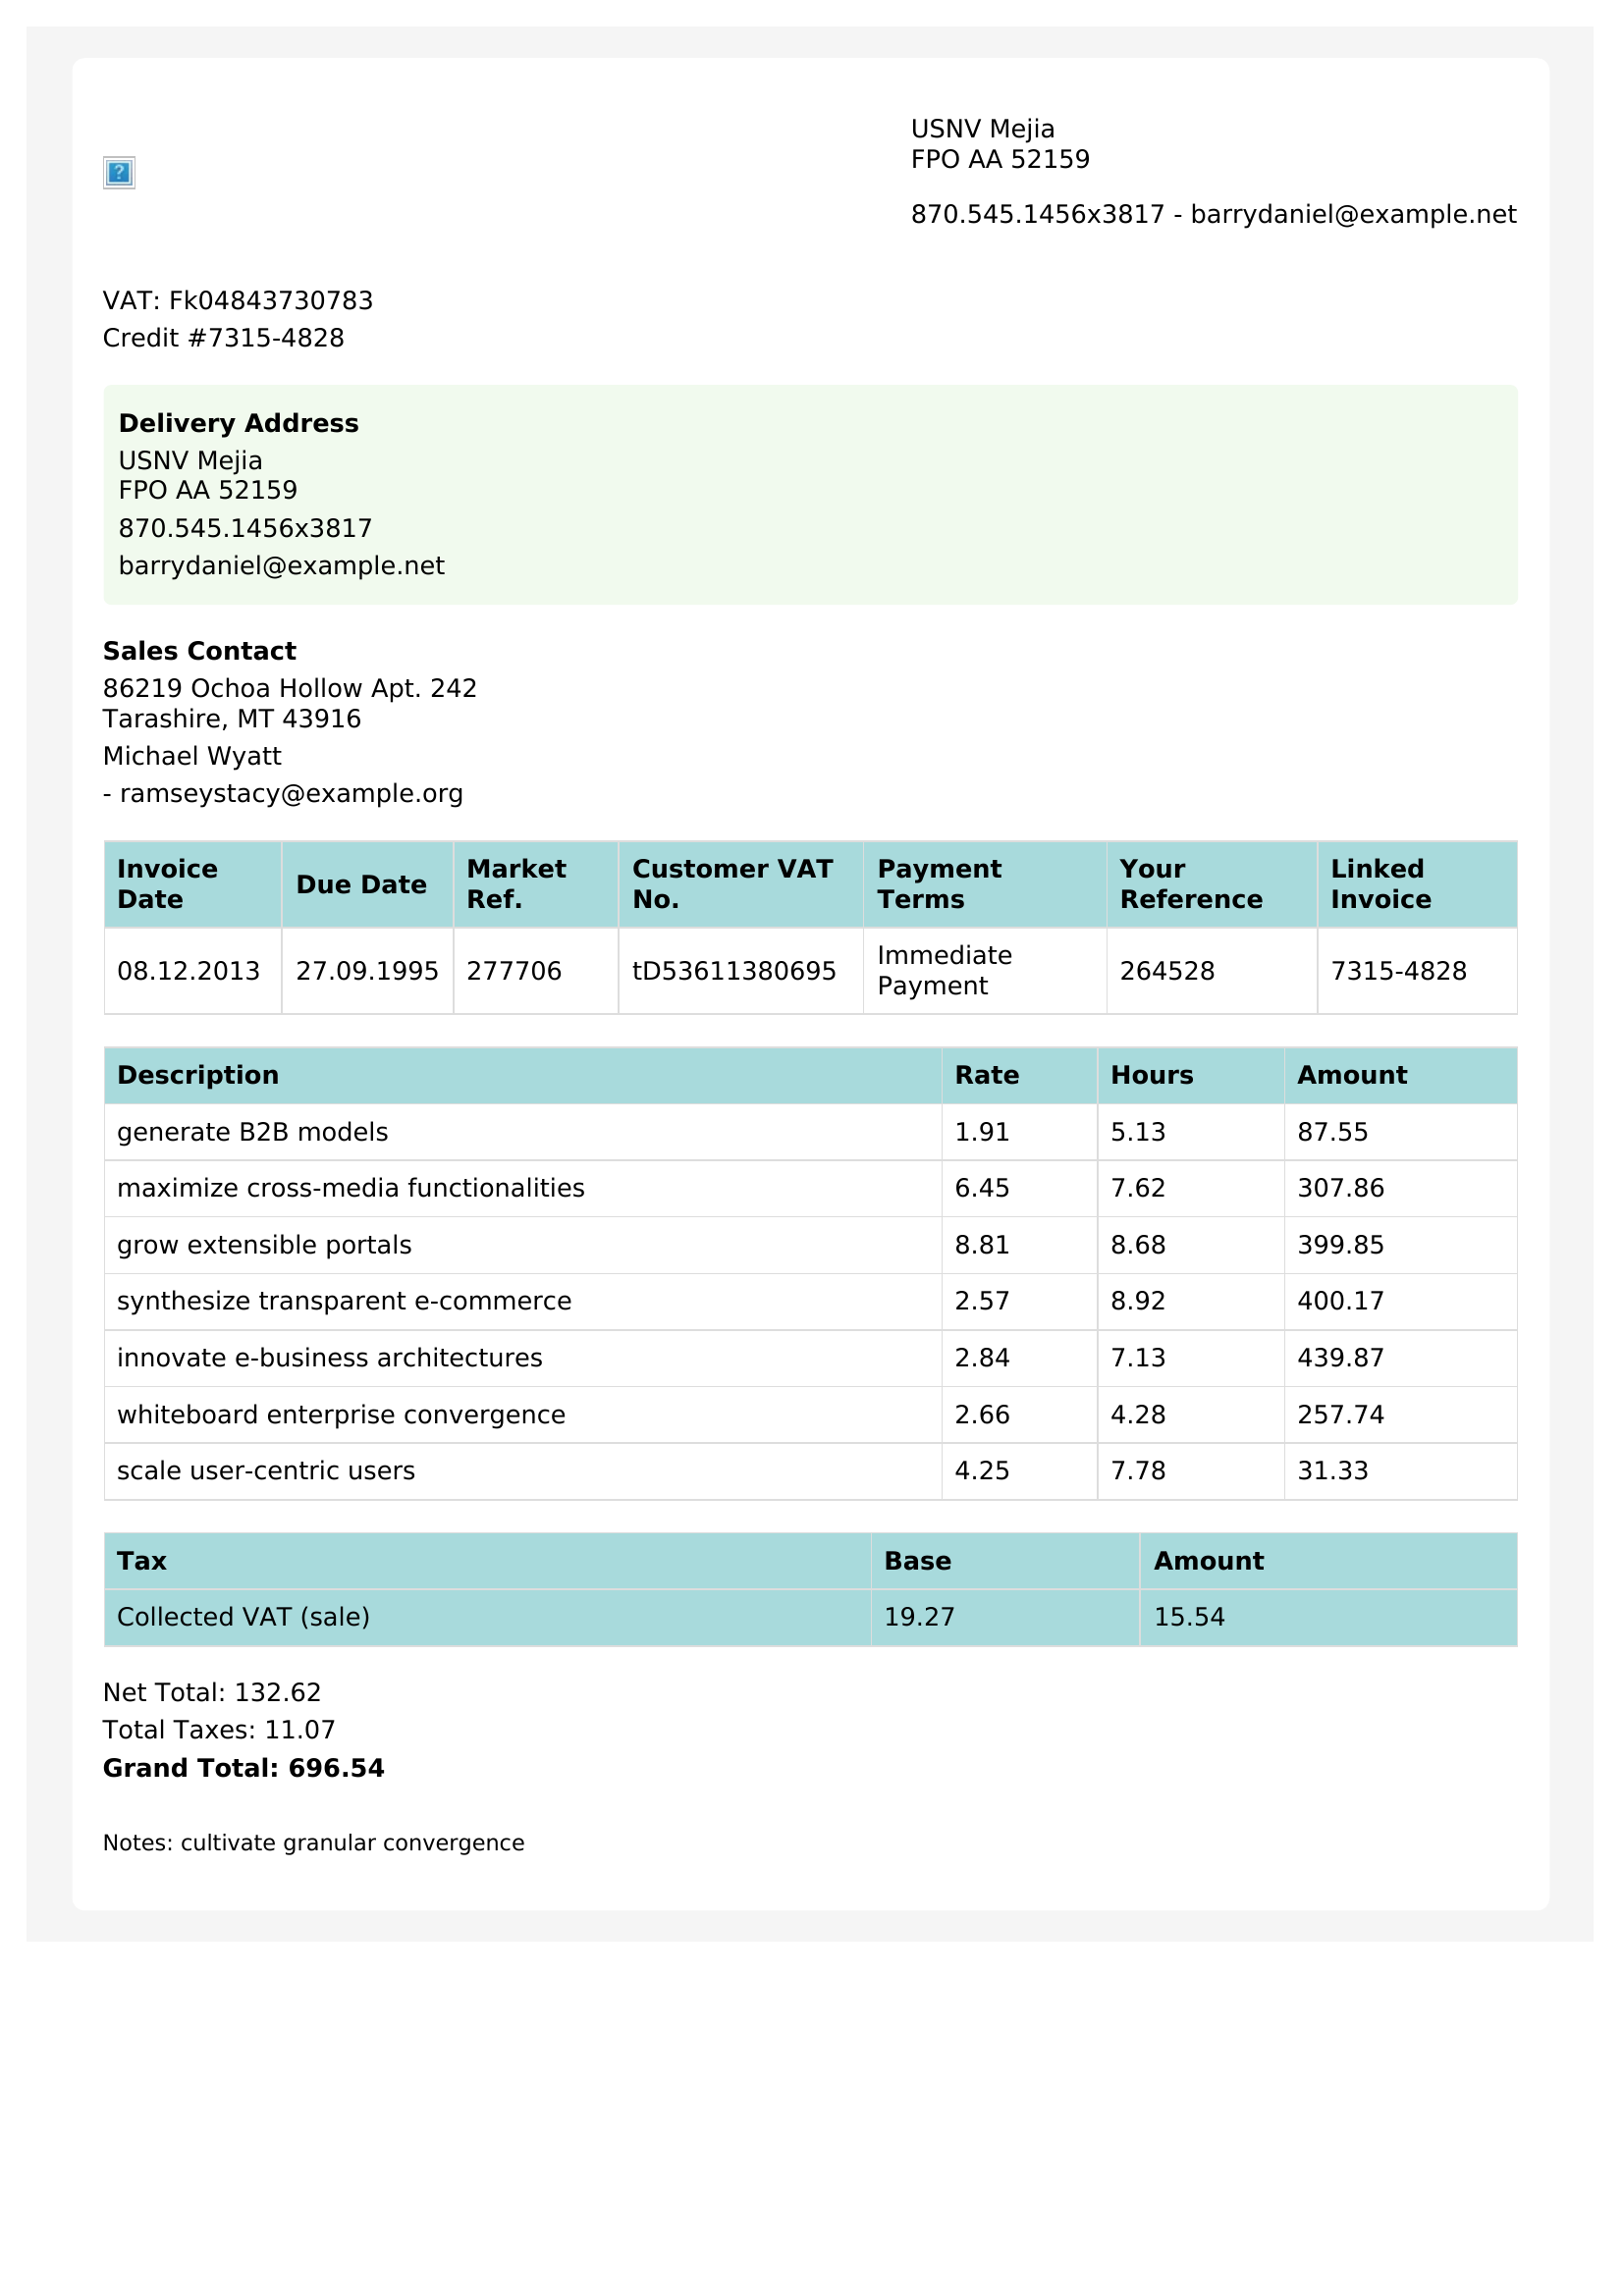 USNV Mejia
FPO AA 52159
870.545.1456x3817 - barrydaniel@example.net
VAT: Fk04843730783
Credit #7315-4828
Delivery Address
USNV Mejia
FPO AA 52159
870.545.1456x3817
barrydaniel@example.net
Sales Contact
86219 Ochoa Hollow Apt. 242
Tarashire, MT 43916
Michael Wyatt
- ramseystacy@example.org
Invoice Date Due Date Market Ref. Customer VAT No. Payment Terms Your Reference Linked Invoice
08.12.2013 27.09.1995 277706 tD53611380695 Immediate Payment 264528 7315-4828
Description Rate Hours Amount
generate B2B models 1.91 5.13 87.55
maximize cross-media functionalities 6.45 7.62 307.86
grow extensible portals 8.81 8.68 399.85
synthesize transparent e-commerce 2.57 8.92 400.17
innovate e-business architectures 2.84 7.13 439.87
whiteboard enterprise convergence 2.66 4.28 257.74
scale user-centric users 4.25 7.78 31.33
Tax Base Amount
Collected VAT (sale) 19.27 15.54
Net Total: 132.62
Total Taxes: 11.07
Grand Total: 696.54
Notes: cultivate granular convergence